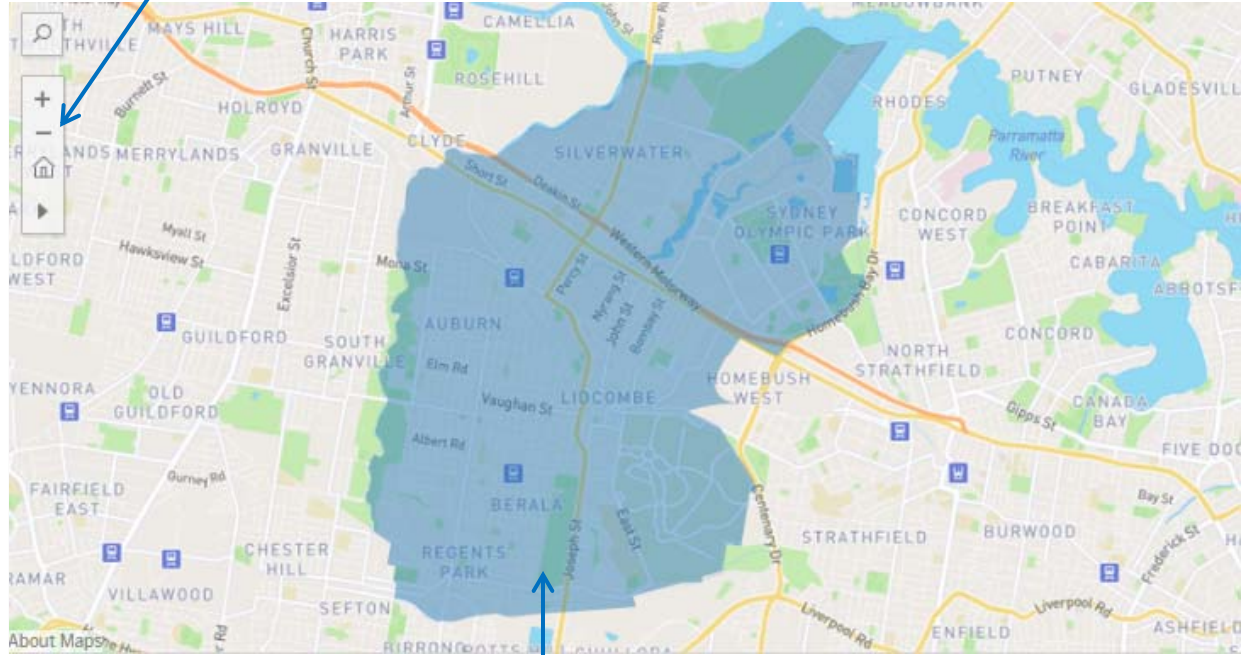 MAYS HILL
HARRIS
PARK
CAMELLIA
ROSEHILL
HOLROYD
CLYDE
MERRYLANDS
GRANVILLE
SILVERWATER
RHODES
PUTNEY
Parramatta
River
Church St
Arthur St
John St
Burnett St
Short St
Deakin St
Western Motorway
SYDNEY
OLYMPIC PARK
CONCORD
WEST
BREAKFAST
POINT
CABARITA
Myall St
Hawksview St
Excelsior St
Mona St
Percy St
Nyrang St
John St
Bombay St
Homebush Bay Dr
GUILDFORD
SOUTH
GRANVILLE
AUBURN
Elm Rd
Vaughan St
LIDCOMBE
HOMEBUSH
WEST
NORTH
STRATHFIELD
CONCORD
CANADA
BAY
Gipps St
OLD
GUILDFORD
Albert Rd
Gurney Rd
BERALA
FAIRFIELD
EAST
CHESTER
HILL
REGENTS
PARK
East St
Joseph St
Centenary Dr
STRATHFIELD
BURWOOD
Bay St
Frederick St
VILLAWOOD
SEFTON
Liverpool Rd
Liverpool Rd
ENFIELD
ASHFIELD
About Maps